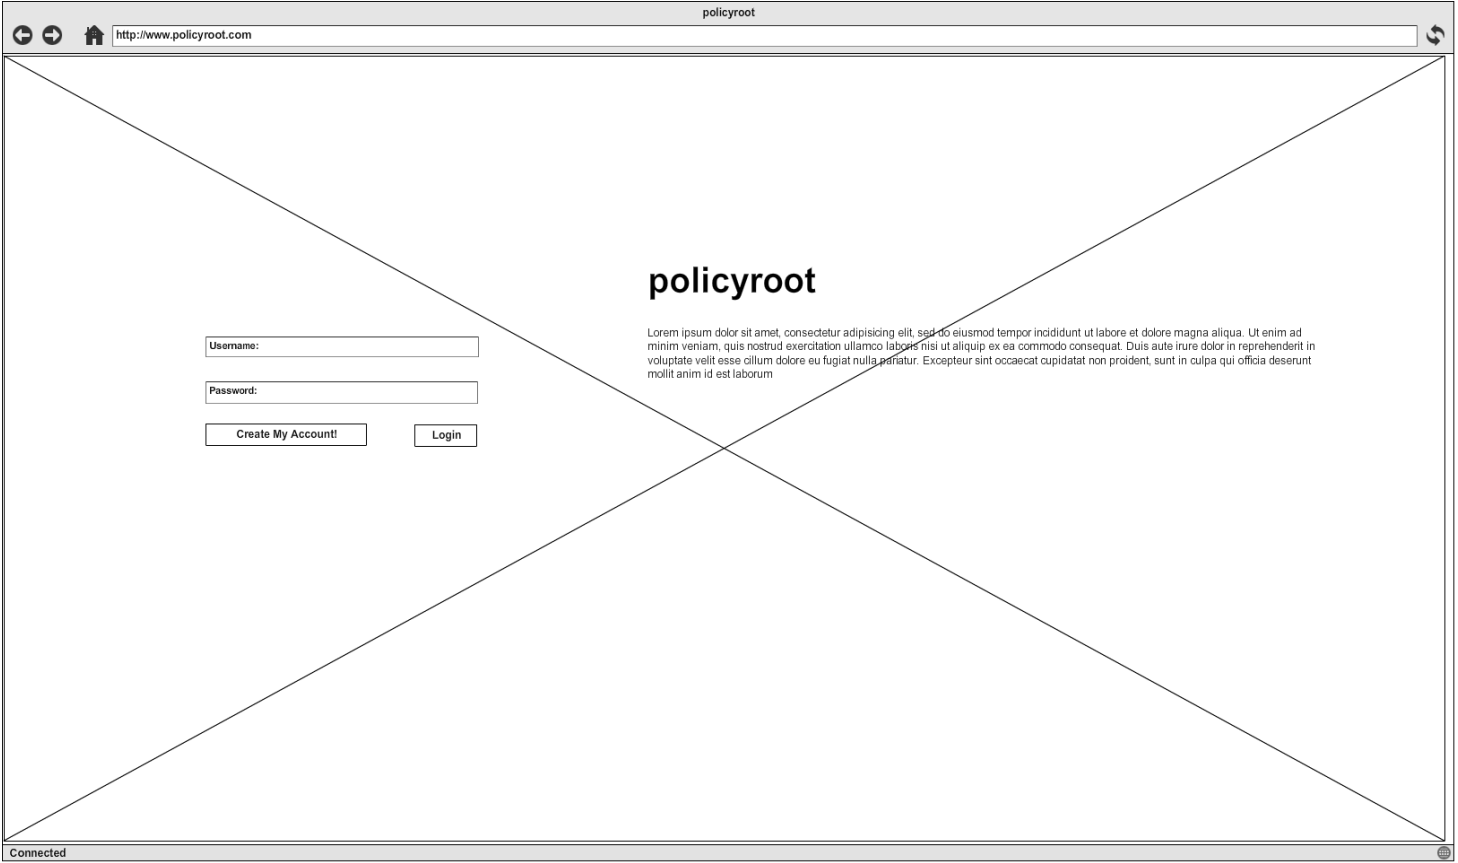 policyroot
http://www.policyroot.com
policyroot
Lorem ipsum dolor sit amet, consectetur adipisicing elit, sed do eiusmod tempor incididunt ut labore et dolore magna aliqua. Ut enim ad
minim veniam, quis nostrud exercitation ullamco laboris nisi ut aliquip ex ea commodo consequat. Duis aute irure dolor in reprehenderit in
voluptate velit esse cillum dolore eu fugiat nulla pariatur. Excepteur sint occaecat cupidatat non proident, sunt in culpa qui officia deserunt
mollit anim id est laborum
Username:
Password:
Create My Account!
Login
Connected